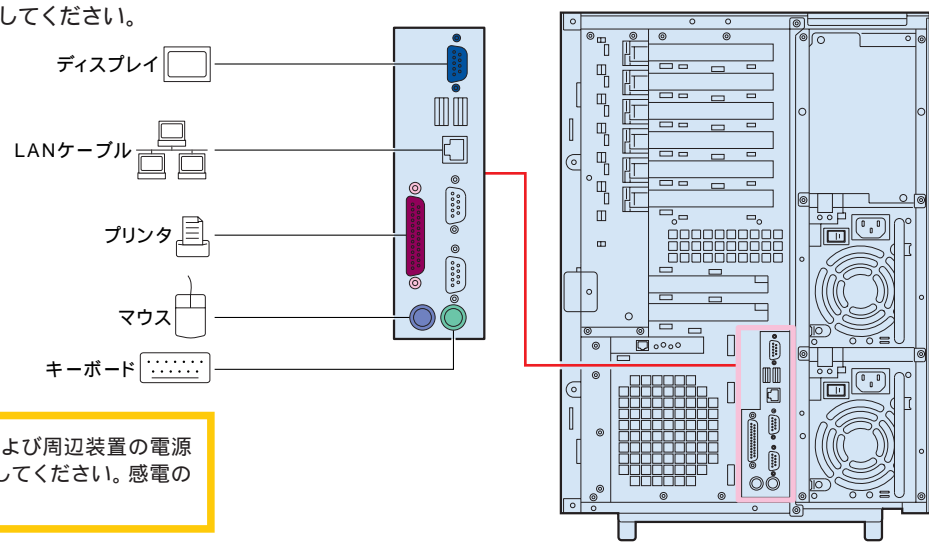 してください。
ディスプレイ
LANケーブル
プリンタ
マウス
キーボード
および周辺装置の電源
してください。感電の